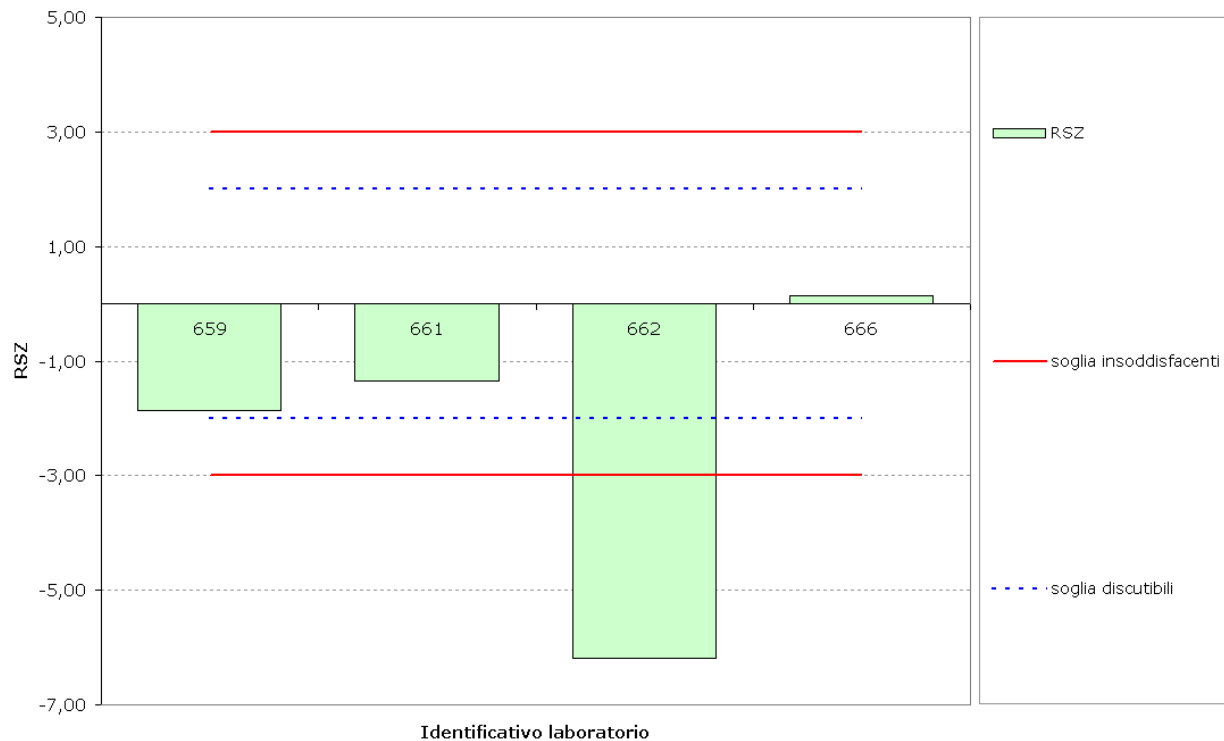 5,00
3,00
1,00
-1,00
-3,00
-5,00
-7,00
RSZ
659
661
662
666
Identificativo laboratorio
RSZ
soglia insoddisfacenti
soglia discutibili